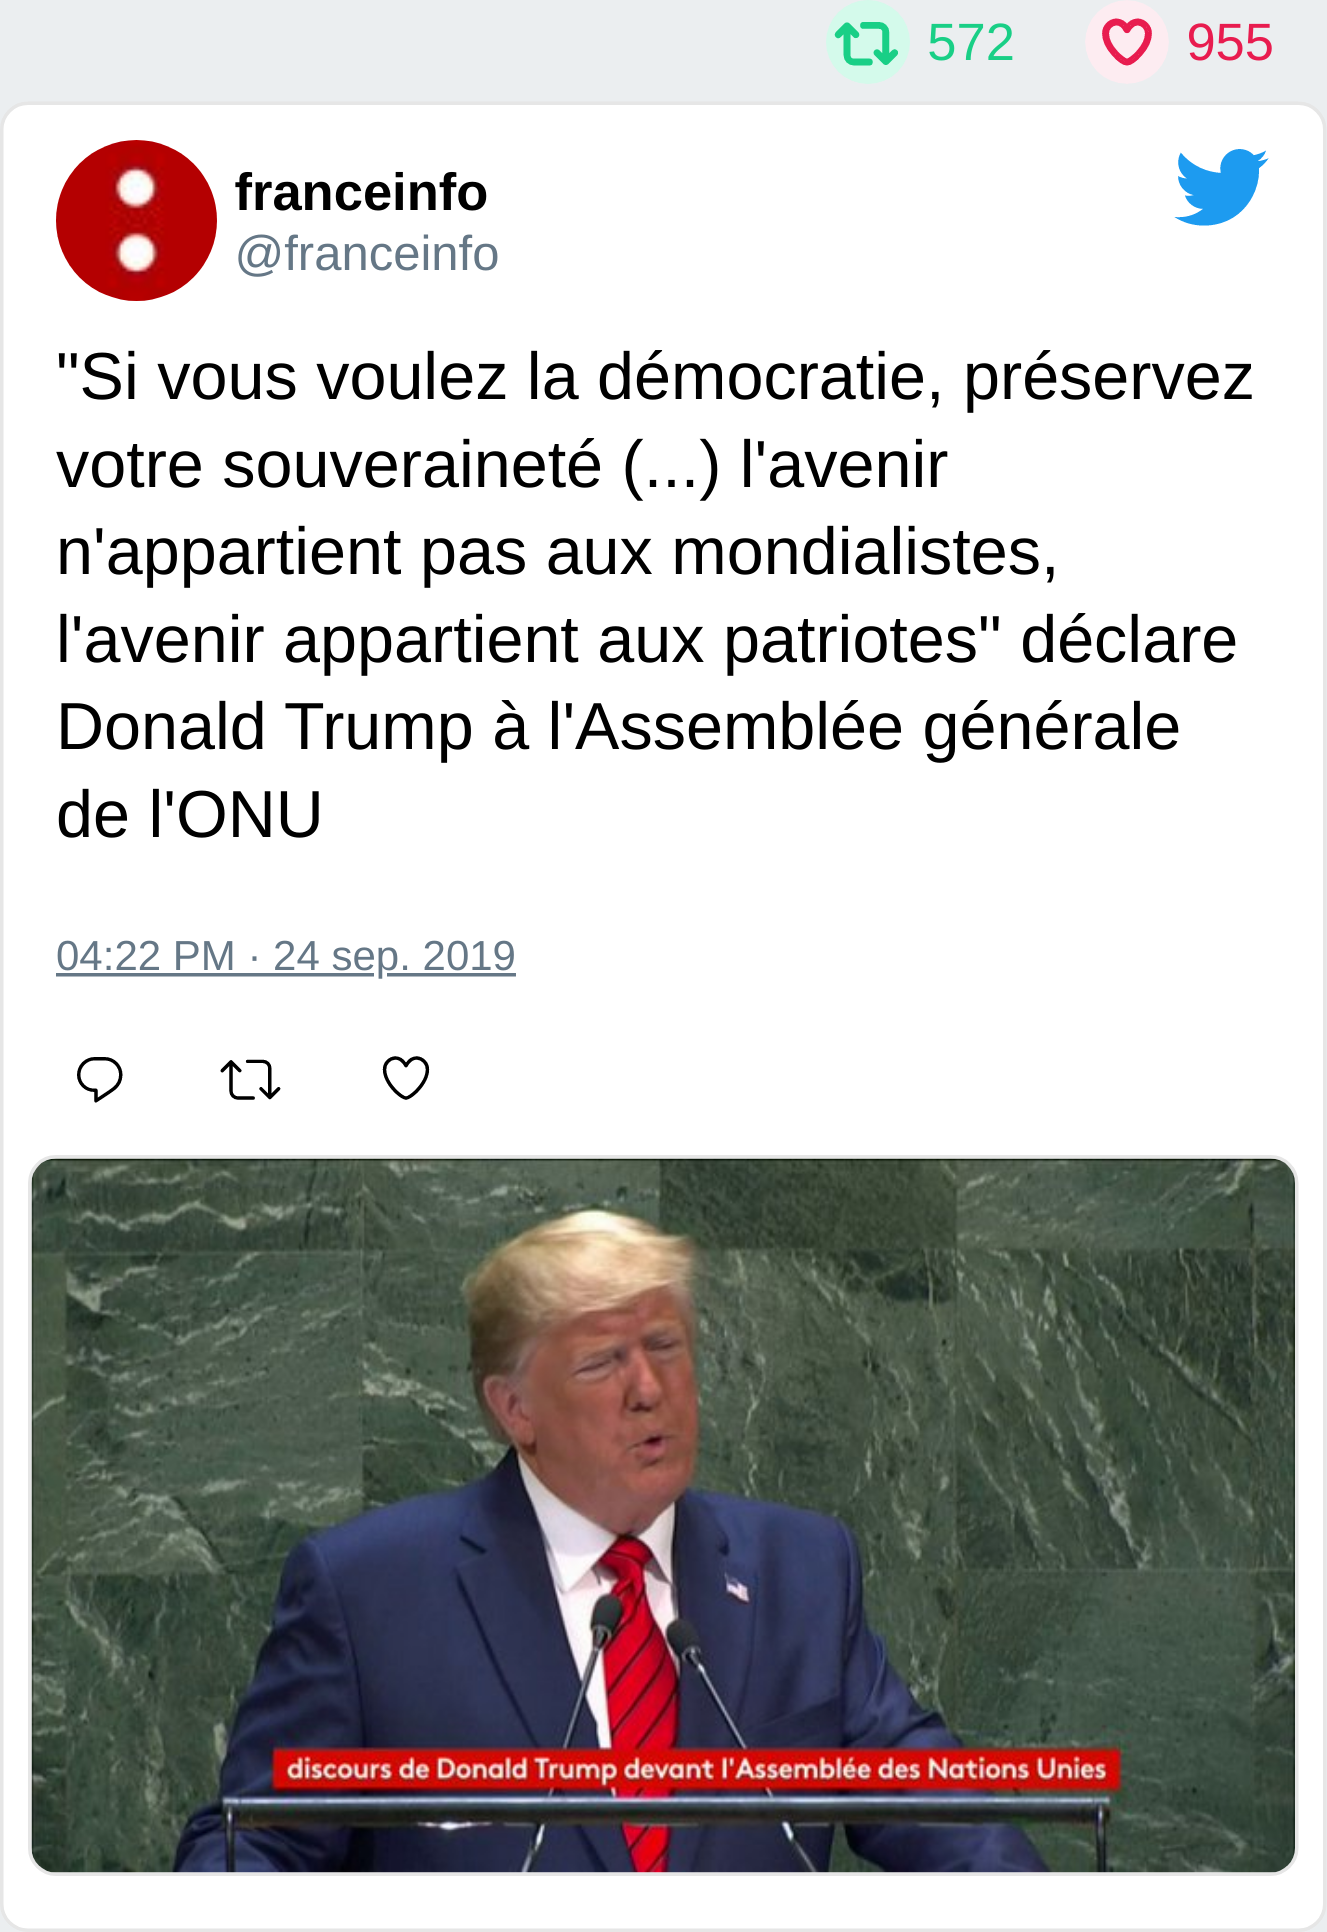 572 955
franceinfo
@franceinfo
"Si vous voulez la démocratie, préservez
votre souveraineté (...) l'avenir
n'appartient pas aux mondialistes,
l'avenir appartient aux patriotes" déclare
Donald Trump à l'Assemblée générale
de l'ONU
04:22 PM · 24 sep. 2019
discours de Donald Trump devant l'Assemblée des Nations Unies